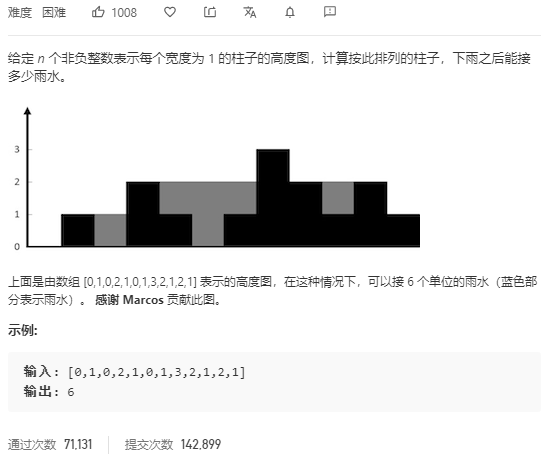 难度 困难 1008
给定 n 个非负整数表示每个宽度为 1 的柱子的高度图，计算按此排列的柱子，下雨之后能接
多少雨水。
3
2
1
0
上面是由数组 [0,1,0,2,1,0,1,3,2,1,2,1] 表示的高度图，在这种情况下，可以接 6 个单位的雨水（蓝色部
分表示雨水）。 感谢 Marcos 贡献此图。
示例:
输入: [0,1,0,2,1,0,1,3,2,1,2,1]
输出: 6
通过次数 71,131 提交次数 142,899